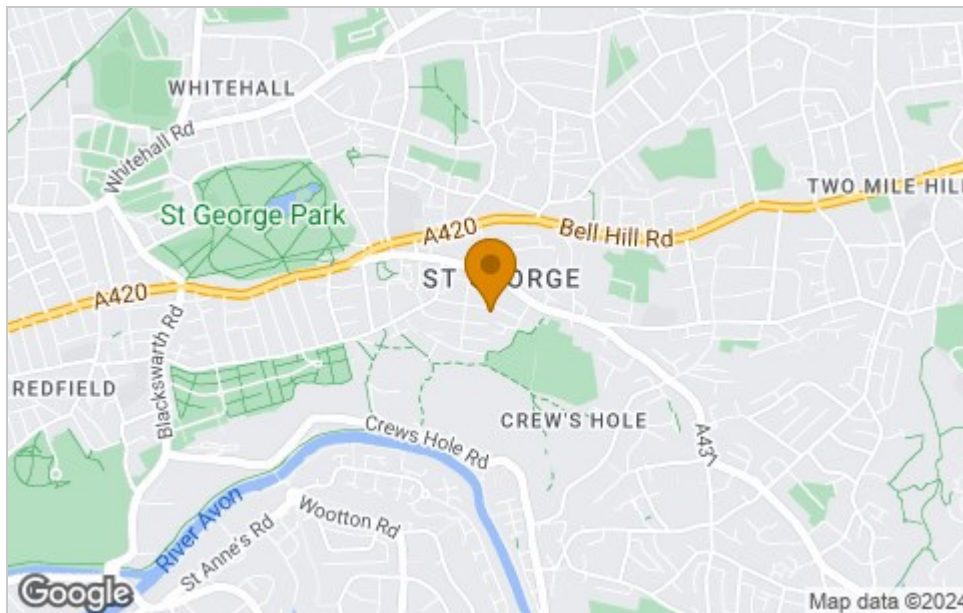 WHITEHALL
Whitehall Rd
TWO MILE HILL
St George Park
A420
Bell Hill Rd
ST GEORGE
A420
Blackswarth Rd
REDFIELD
CREW'S HOLE
Crews Hole Rd
A431
River Avon
Wootton Rd
St Anne's Rd
Google
Map data ©2024